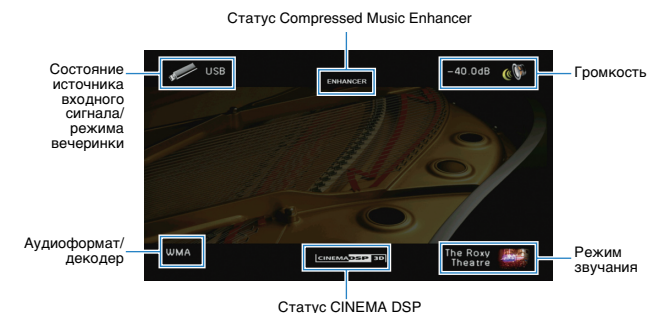 Статус Compressed Music Enhancer
Состояние
источника
входного
сигнала/
режима
вечеринки
USB
ENHANCER
-40.0dB
Громкость
Аудиоформат/
декодер
WMA
CINEMA DSP 3D
The Roxy
Theatre
Режим
звучания
Статус CINEMA DSP